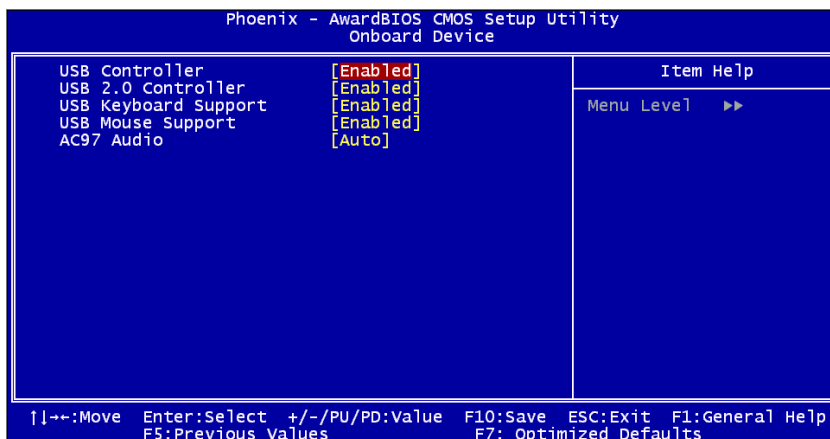 Phoenix - AwardBIOS CMOS Setup Utility
Onboard Device
USB Controller [Enabled]
USB 2.0 Controller [Enabled]
USB Keyboard Support [Enabled]
USB Mouse Support [Enabled]
AC97 Audio [Auto]
Item Help
Menu Level ▶▶
↑↓→←:Move Enter:Select +/-/PU/PD:Value F10:Save ESC:Exit F1:General Help
F5:Previous Values F7: Optimized Defaults